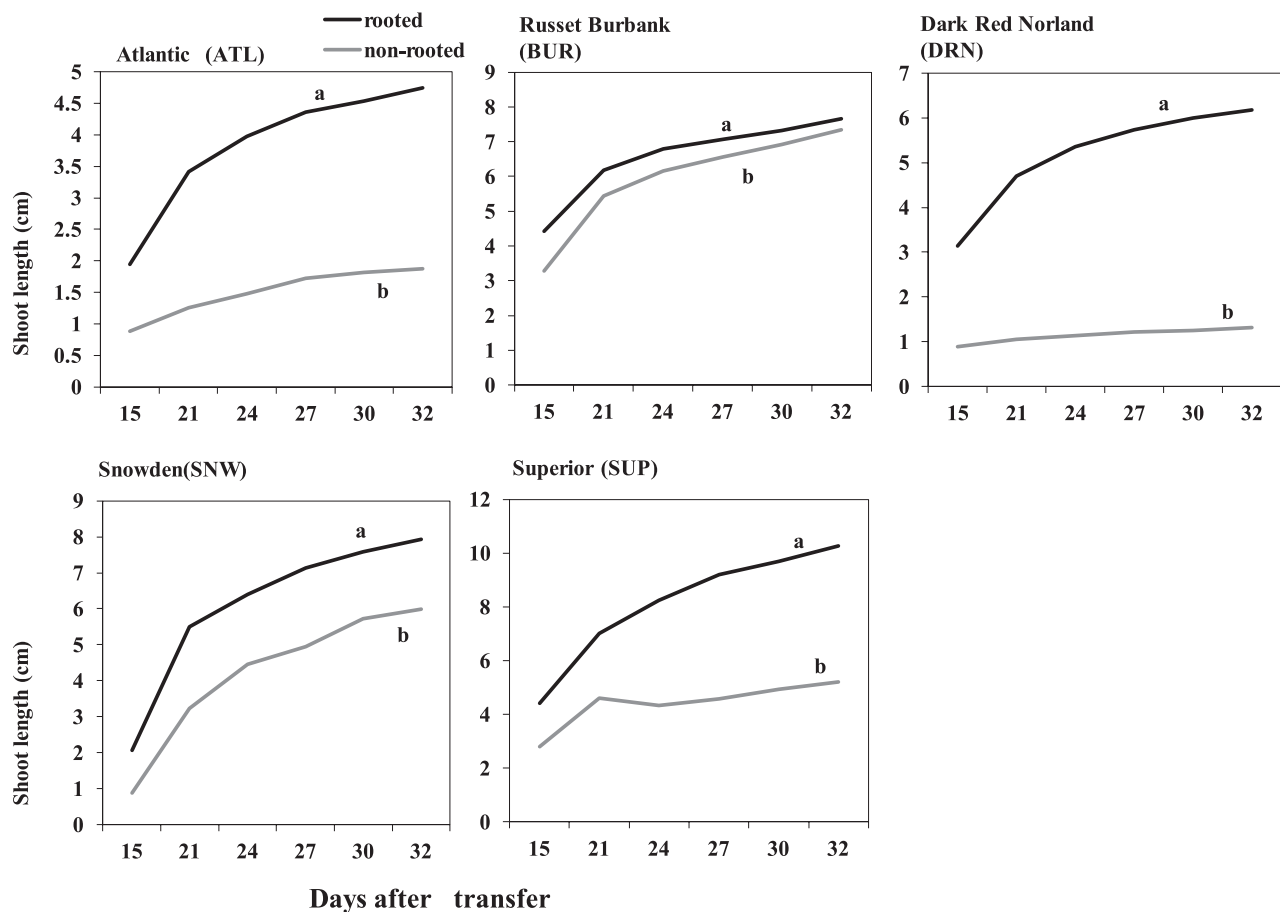 rooted
non-rooted
Atlantic (ATL)
5
4.5
4
3.5
3
2.5
2
1.5
1
0.5
0
Shoot length (cm)
a
b
15 21 24 27 30 32
Russet Burbank
(BUR)
9
8
7
6
5
4
3
2
1
0
a
b
15 21 24 27 30 32
Dark Red Norland
(DRN)
7
6
5
4
3
2
1
0
a
b
15 21 24 27 30 32
Snowden(SNW)
9
8
7
6
5
4
3
2
1
0
Shoot length (cm)
a
b
15 21 24 27 30 32
Superior (SUP)
12
10
8
6
4
2
0
a
b
15 21 24 27 30 32
Days after transfer